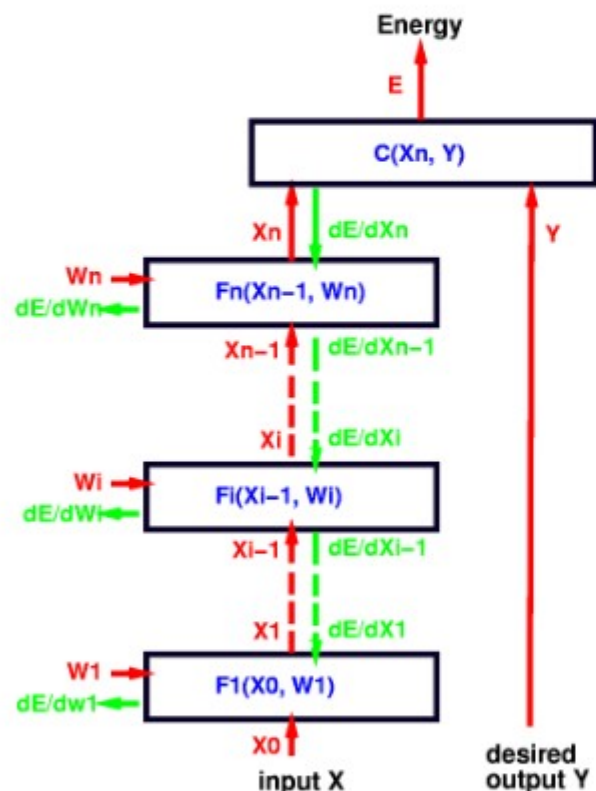 Energy
E
C(Xn, Y)
Xn
dE/dXn
Y
Wn
Fn(Xn−1, Wn)
dE/dWn
Xn−1
dE/dXn−1
Xi
dE/dXi
Wi
Fi(Xi−1, Wi)
dE/dWi
Xi−1
dE/dXi−1
X1
dE/dX1
W1
F1(X0, W1)
dE/dw1
X0
input X
desired
output Y